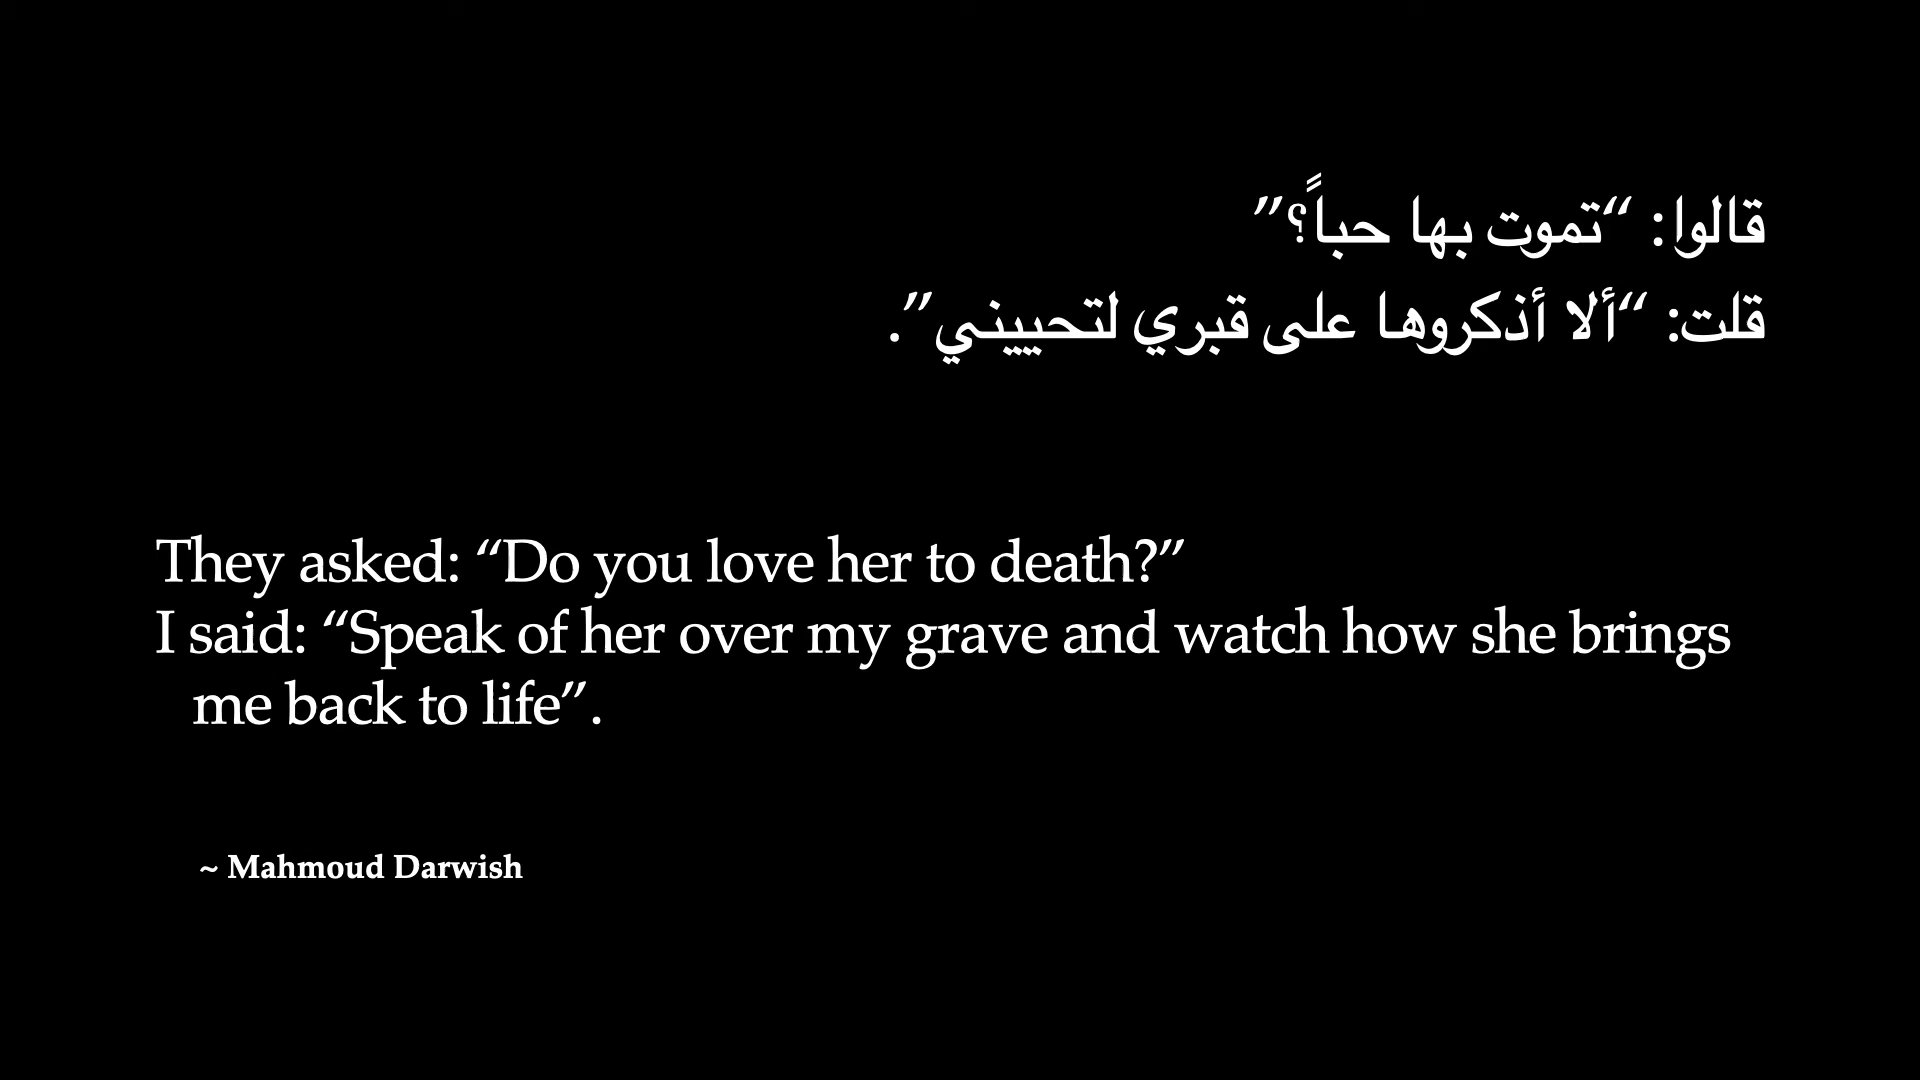 قالوا: “تموت بها حباً؟”
قلت: “ألا أذكروها على قبري لتحييني”.
They asked: “Do you love her to death?”
I said: “Speak of her over my grave and watch how she brings
me back to life”.
~ Mahmoud Darwish